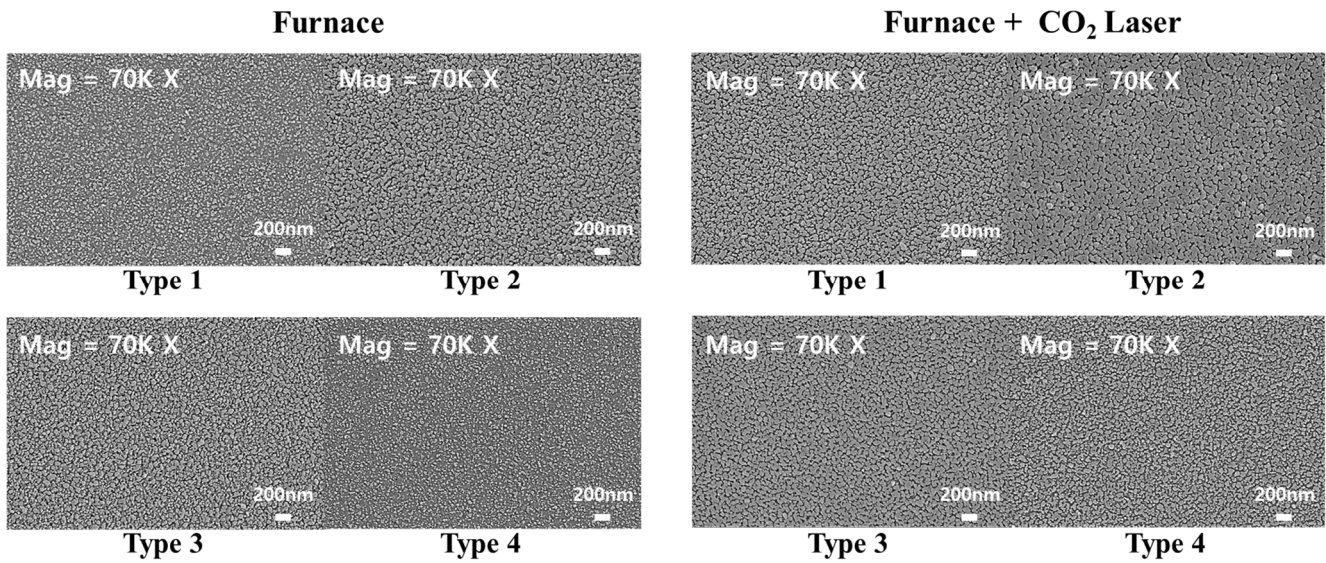 Furnace
Furnace + CO₂ Laser
Mag = 70K X
Mag = 70K X
Mag = 70K X
Mag = 70K X
200nm
200nm
200nm
200nm
Type 1
Type 2
Type 1
Type 2
Mag = 70K X
Mag = 70K X
Mag = 70K X
Mag = 70K X
200nm
200nm
200nm
200nm
Type 3
Type 4
Type 3
Type 4